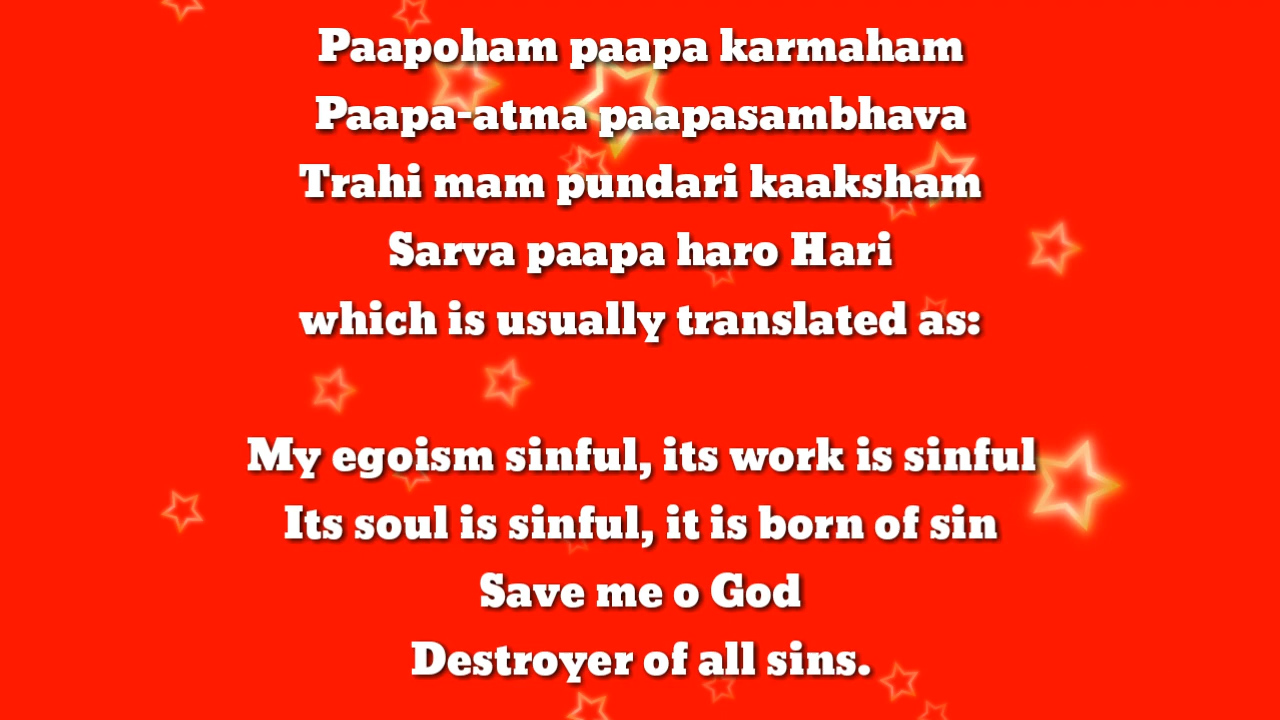 Paapoham paapa karmaham
Paapa-atma paapasambhava
Trahi mam pundari kaaksham
Sarva paapa haro Hari
which is usually translated as:
My egoism sinful, its work is sinful
Its soul is sinful, it is born of sin
Save me o God
Destroyer of all sins.